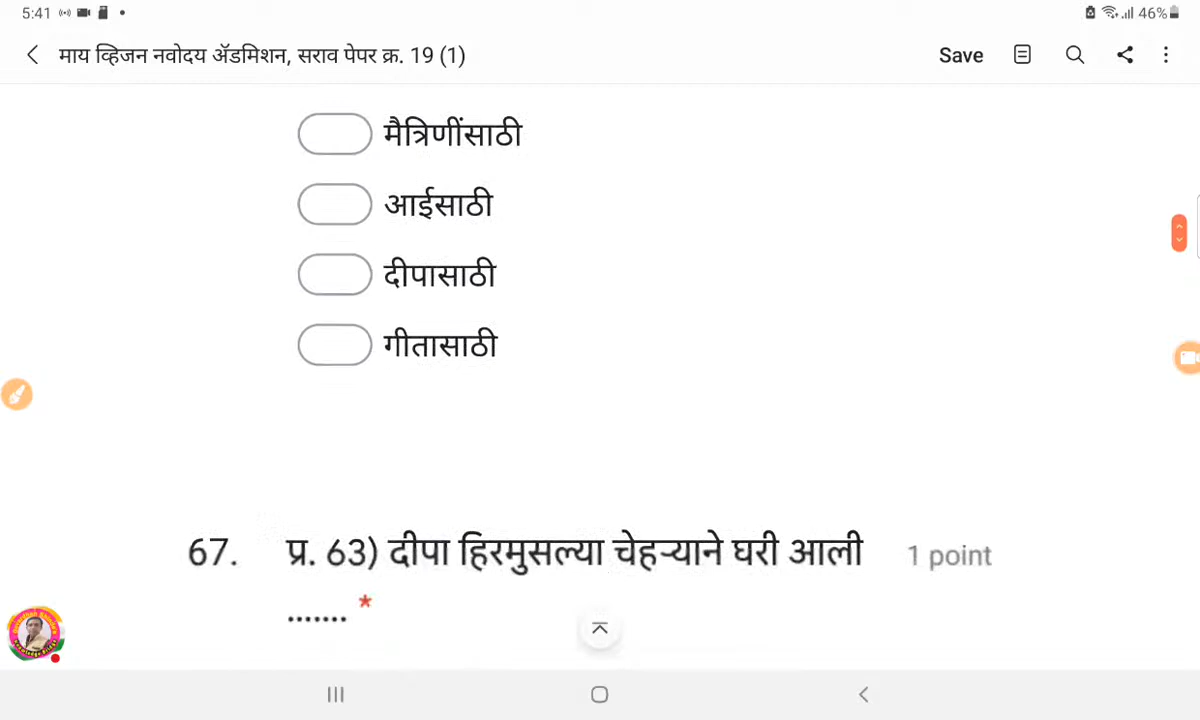 5:41
46%
माय व्हिजन नवोदय ॲडमिशन, सराव पेपर क्र. 19 (1)
Save
मैत्रिणींसाठी
आईसाठी
दीपासाठी
गीतासाठी
67. प्र. 63) दीपा हिरमुसल्या चेहऱ्याने घरी आली 1 point
....... *